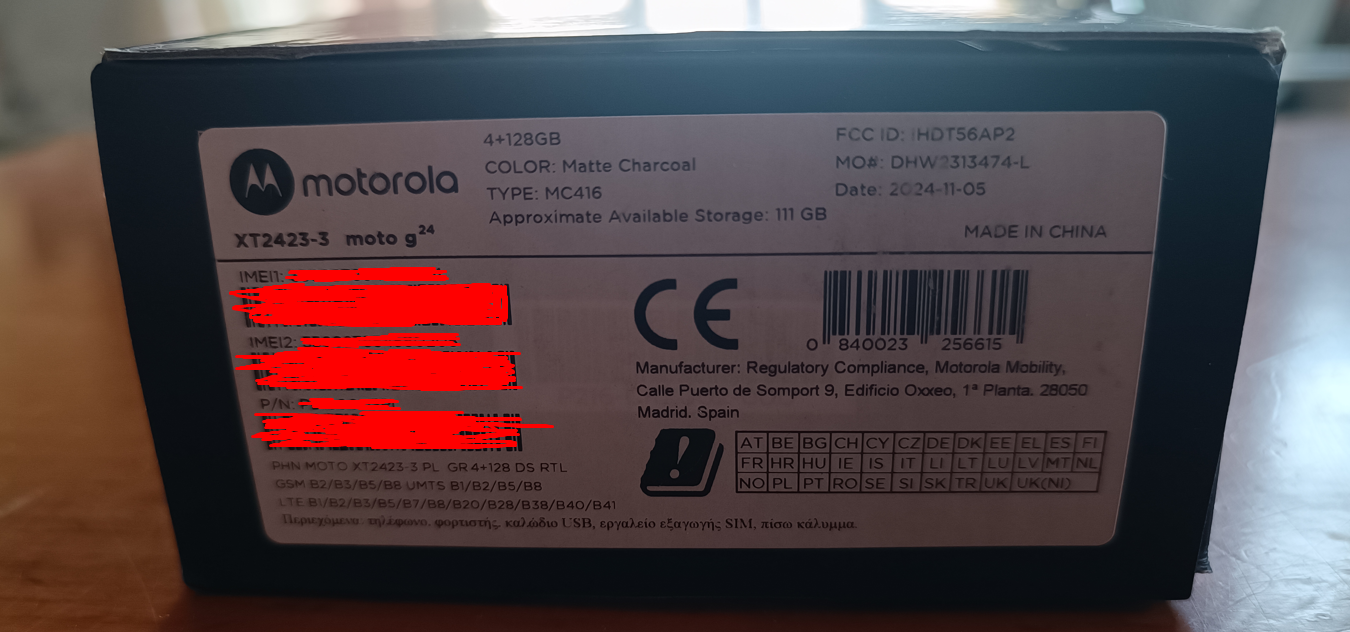 motorola
XT2423-3 moto g24
4+128GB
COLOR: Matte Charcoal
TYPE: MC416
Approximate Available Storage: 111 GB
FCC ID: IHDT56AP2
MO#: DHW2313474-L
Date: 2024-11-05
MADE IN CHINA
IMEI1:
IMEI2:
P/N:
PHN MOTO XT2423-3 PL GR 4+128 DS RTL
GSM B2/B3/B5/B8 UMTS B1/B2/B5/B8
LTE B1/B2/B3/B5/B7/B8/B20/B28/B38/B40/B41
Περιεχόμενα: τηλέφωνο, φορτιστής, καλώδιο USB, εργαλείο εξαγωγής SIM, πίσω κάλυμμα.
CE
0 840023 256615
Manufacturer: Regulatory Compliance, Motorola Mobility,
Calle Puerto de Somport 9, Edificio Oxxeo, 1ª Planta. 28050
Madrid. Spain
AT BE BG CH CY CZ DE DK EE EL ES FI
FR HR HU IE IS IT LI LT LU LV MT NL
NO PL PT RO SE SI SK TR UK UK(NI)